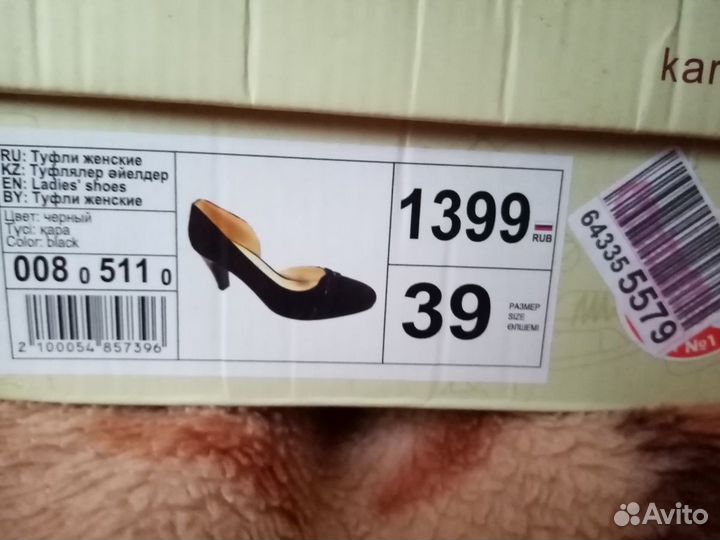 kar
RU: Туфли женские
KZ: Туфлялер әйелдер
EN: Ladies' shoes
BY: Туфли женские
Цвет: черный
Түсі: қара
Color: black
008 0 511 0
2 100054 857396
1399
RUB
39
РАЗМЕР
SIZE
ӨЛШЕМІ
64335 5579
№1
Avito